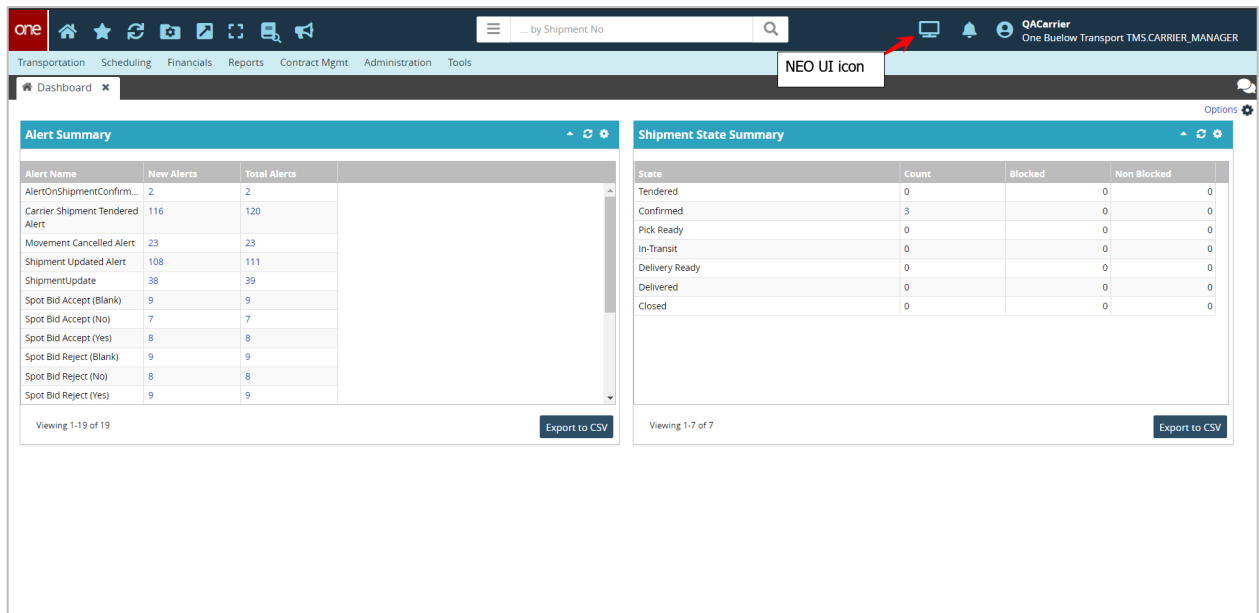 one
... by Shipment No
QACarrier
One Buelow Transport TMS.CARRIER_MANAGER
Transportation Scheduling Financials Reports Contract Mgmt Administration Tools
NEO UI icon
Dashboard
Options
Alert Summary
Alert Name New Alerts Total Alerts
AlertOnShipmentConfirm... 2 2
Carrier Shipment Tendered 116 120
Alert
Movement Cancelled Alert 23 23
Shipment Updated Alert 108 111
ShipmentUpdate 38 39
Spot Bid Accept (Blank) 9 9
Spot Bid Accept (No) 7 7
Spot Bid Accept (Yes) 8 8
Spot Bid Reject (Blank) 9 9
Spot Bid Reject (No) 8 8
Spot Bid Reject (Yes) 9 9
Viewing 1-19 of 19
Export to CSV
Shipment State Summary
State Count Blocked Non Blocked
Tendered 0 0 0
Confirmed 3 0 0
Pick Ready 0 0 0
In-Transit 0 0 0
Delivery Ready 0 0 0
Delivered 0 0 0
Closed 0 0 0
Viewing 1-7 of 7
Export to CSV